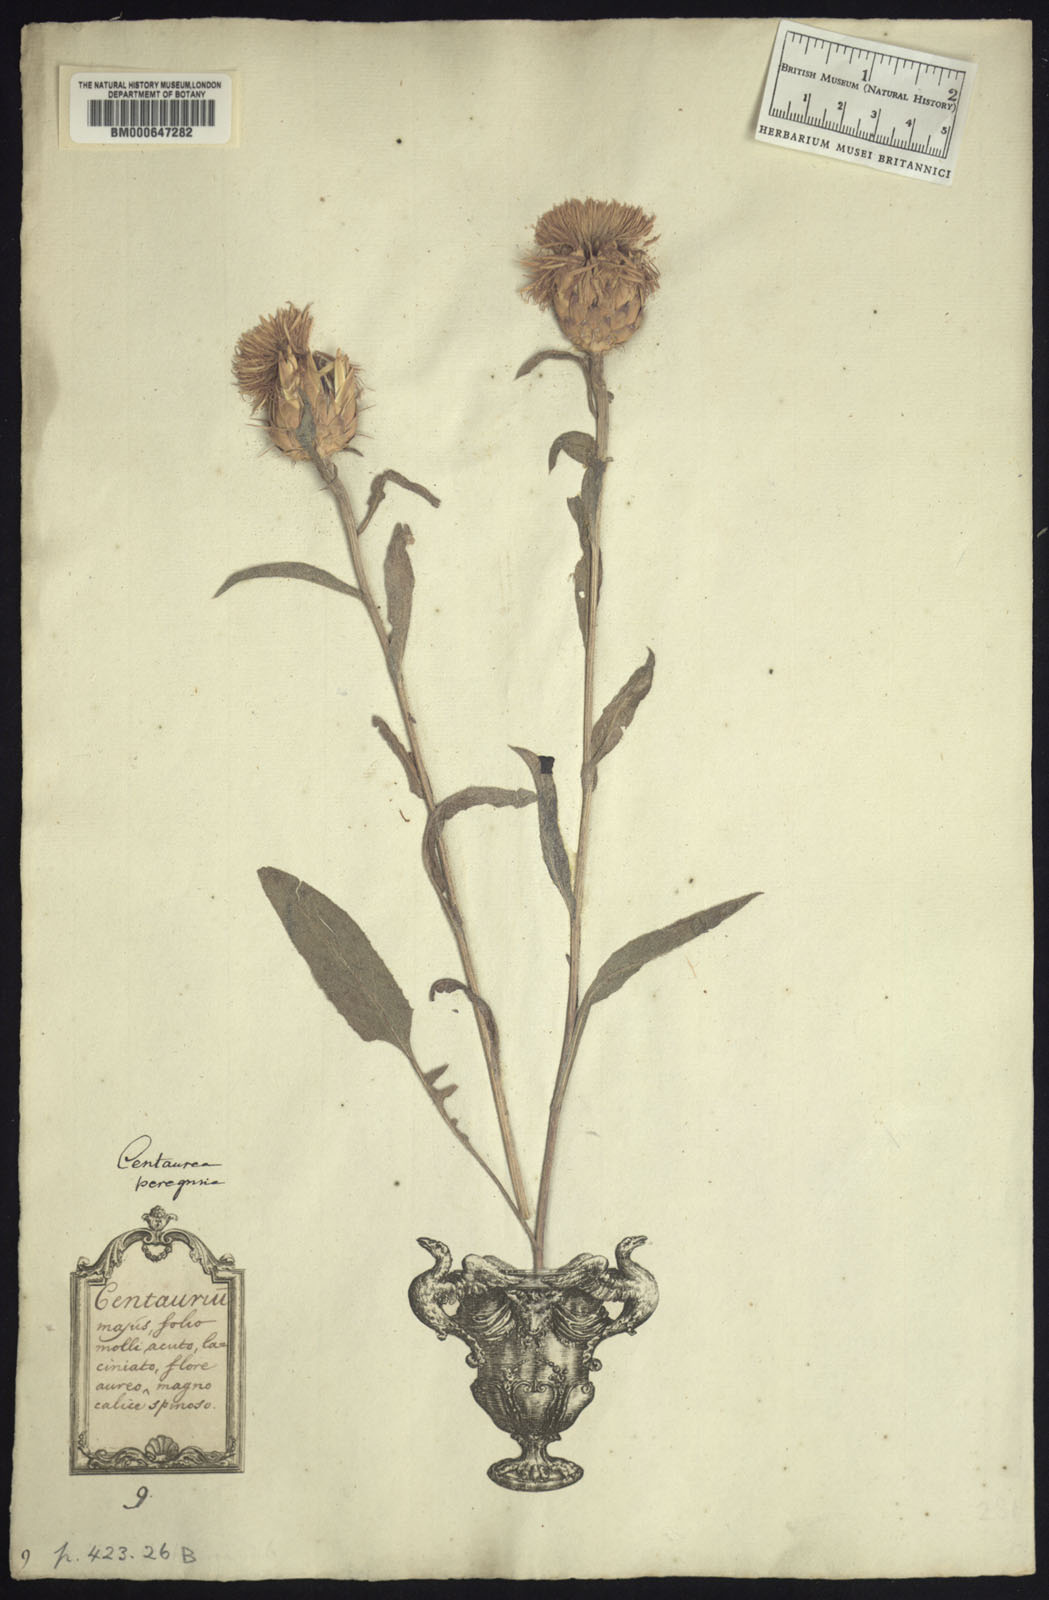 THE NATURAL HISTORY MUSEUM, LONDON
DEPARTMEMT OF BOTANY
BM000647282
1 2
BRITISH MUSEUM (NATURAL HISTORY)
1 2 3 4 5
HERBARIUM MUSEI BRITANNICI
Centaurea
peregrina
Centauriū
majus, folio
molli, acuto, la=
ciniato, flore
aureo, magno
calice spinoso.
9.
9 p. 423. 26 B